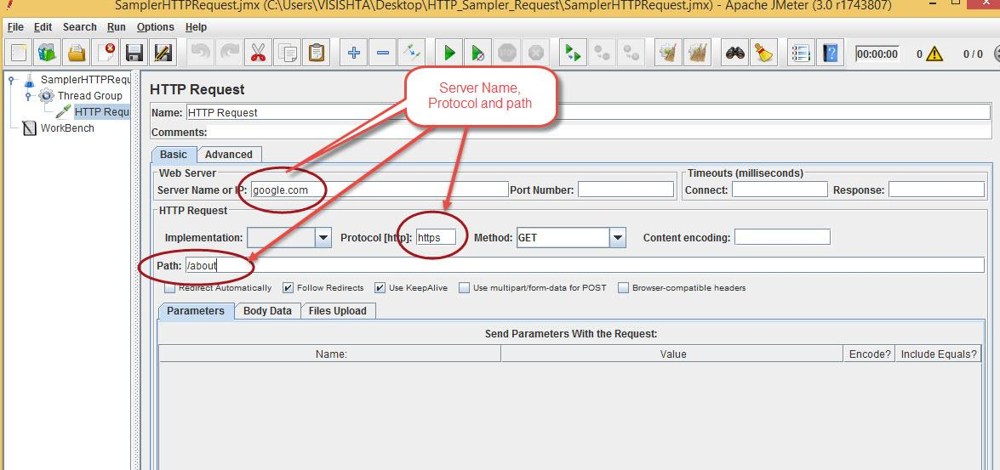 SamplerHTTPRequest.jmx (C:\Users\VISISHTA\Desktop\HTTP_Sampler_Request\SamplerHTTPRequest.jmx) - Apache JMeter (3.0 r1743807)
File Edit Search Run Options Help
00:00:00 0 0 / 0
SamplerHTTPRequ
Thread Group
HTTP Requ
WorkBench
Server Name,
Protocol and path
HTTP Request
Name: HTTP Request
Comments:
Basic Advanced
Web Server
Server Name or IP: google.com Port Number:
Timeouts (milliseconds)
Connect: Response:
HTTP Request
Implementation: Protocol [http]: https Method: GET Content encoding:
Path: /about
Redirect Automatically Follow Redirects Use KeepAlive Use multipart/form-data for POST Browser-compatible headers
Parameters Body Data Files Upload
Send Parameters With the Request:
Name: Value Encode? Include Equals?